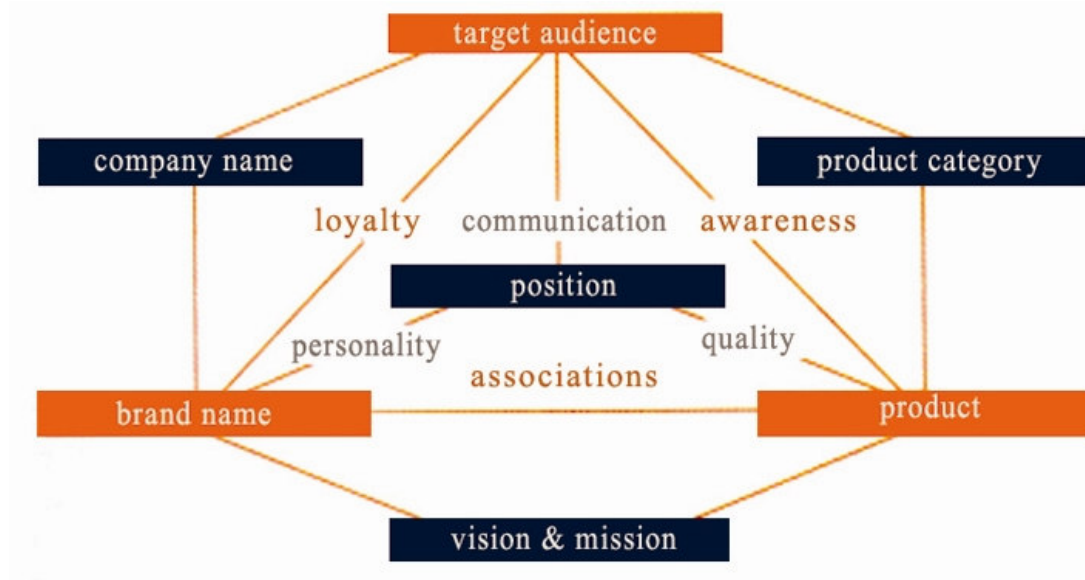 target audience
company name
product category
loyalty
communication
awareness
position
personality
quality
associations
brand name
product
vision & mission